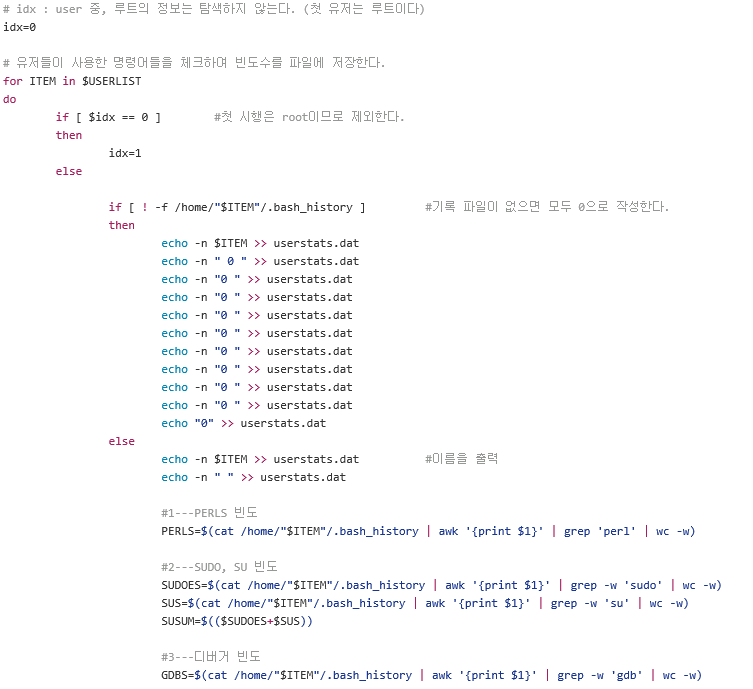 # idx : user 중, 루트의 정보는 탐색하지 않는다. (첫 유저는 루트이다)
idx=0
# 유저들이 사용한 명령어들을 체크하여 빈도수를 파일에 저장한다.
for ITEM in $USERLIST
do
if [ $idx == 0 ] #첫 시행은 root이므로 제외한다.
then
idx=1
else
if [ ! -f /home/"$ITEM"/.bash_history ] #기록 파일이 없으면 모두 0으로 작성한다.
then
echo -n $ITEM >> userstats.dat
echo -n " 0 " >> userstats.dat
echo -n "0 " >> userstats.dat
echo -n "0 " >> userstats.dat
echo -n "0 " >> userstats.dat
echo -n "0 " >> userstats.dat
echo -n "0 " >> userstats.dat
echo -n "0 " >> userstats.dat
echo -n "0 " >> userstats.dat
echo -n "0 " >> userstats.dat
echo "0" >> userstats.dat
else
echo -n $ITEM >> userstats.dat #이름을 출력
echo -n " " >> userstats.dat
#1---PERLS 빈도
PERLS=$(cat /home/"$ITEM"/.bash_history | awk '{print $1}' | grep 'perl' | wc -w)
#2---SUDO, SU 빈도
SUDOES=$(cat /home/"$ITEM"/.bash_history | awk '{print $1}' | grep -w 'sudo' | wc -w)
SUS=$(cat /home/"$ITEM"/.bash_history | awk '{print $1}' | grep -w 'su' | wc -w)
SUSUM=$(($SUDOES+$SUS))
#3---디버거 빈도
GDBS=$(cat /home/"$ITEM"/.bash_history | awk '{print $1}' | grep -w 'gdb' | wc -w)